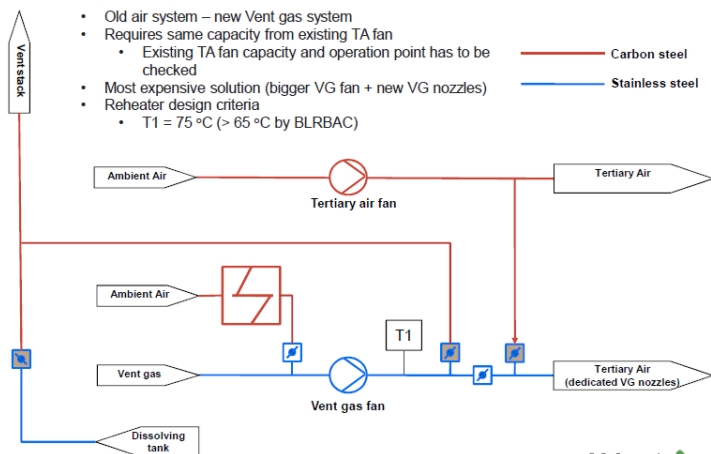 • Old air system – new Vent gas system
• Requires same capacity from existing TA fan
• Existing TA fan capacity and operation point has to be
checked
• Most expensive solution (bigger VG fan + new VG nozzles)
• Reheater design criteria
• T1 = 75 °C (> 65 °C by BLRBAC)
Vent stack
Carbon steel
Stainless steel
Ambient Air
Tertiary air fan
Tertiary Air
Ambient Air
T1
Vent gas
Vent gas fan
Tertiary Air
(dedicated VG nozzles)
Dissolving
tank